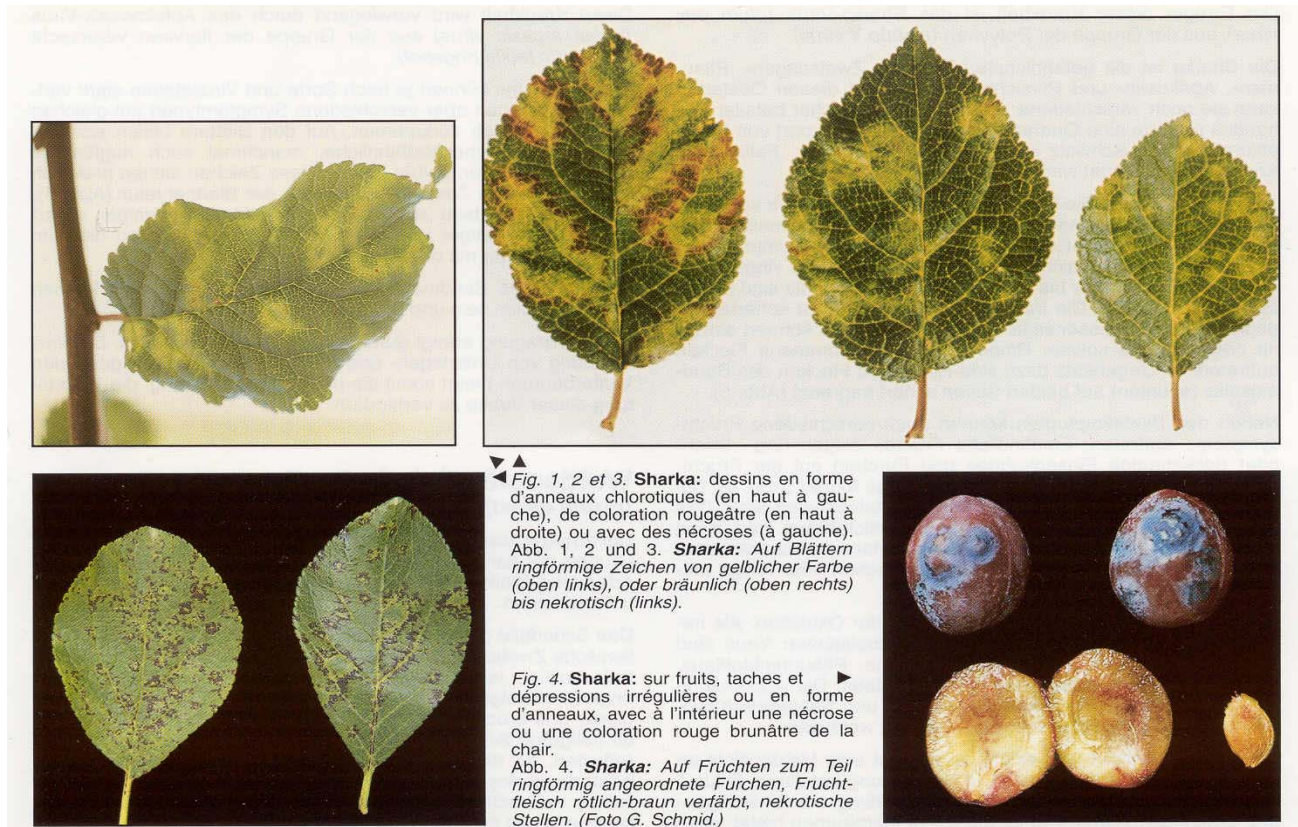 Fig. 1, 2 et 3. Sharka: dessins en forme
d'anneaux chlorotiques (en haut à gau-
che), de coloration rougeâtre (en haut à
droite) ou avec des nécroses (à gauche).
Abb. 1, 2 und 3. Sharka: Auf Blättern
ringförmige Zeichen von gelblicher Farbe
(oben links), oder bräunlich (oben rechts)
bis nekrotisch (links).
Fig. 4. Sharka: sur fruits, taches et
dépressions irrégulières ou en forme
d'anneaux, avec à l'intérieur une nécrose
ou une coloration rouge brunâtre de la
chair.
Abb. 4. Sharka: Auf Früchten zum Teil
ringförmig angeordnete Furchen, Frucht-
fleisch rötlich-braun verfärbt, nekrotische
Stellen. (Foto G. Schmid.)